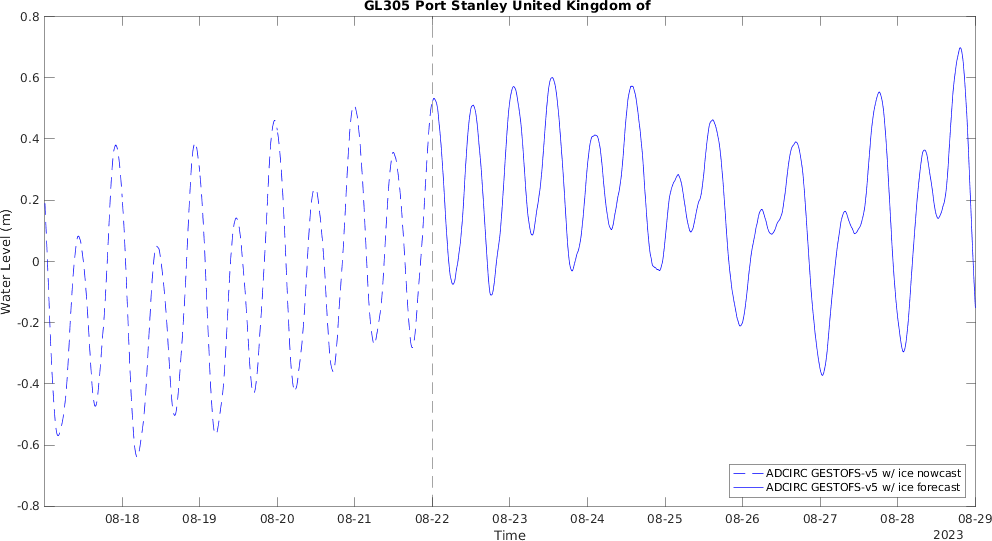 GL305 Port Stanley United Kingdom of
0.8
0.6
0.4
0.2
0
-0.2
-0.4
-0.6
-0.8
Water Level (m)
ADCIRC GESTOFS-v5 w/ ice nowcast
ADCIRC GESTOFS-v5 w/ ice forecast
08-18 08-19 08-20 08-21 08-22 08-23 08-24 08-25 08-26 08-27 08-28 08-29
Time
2023